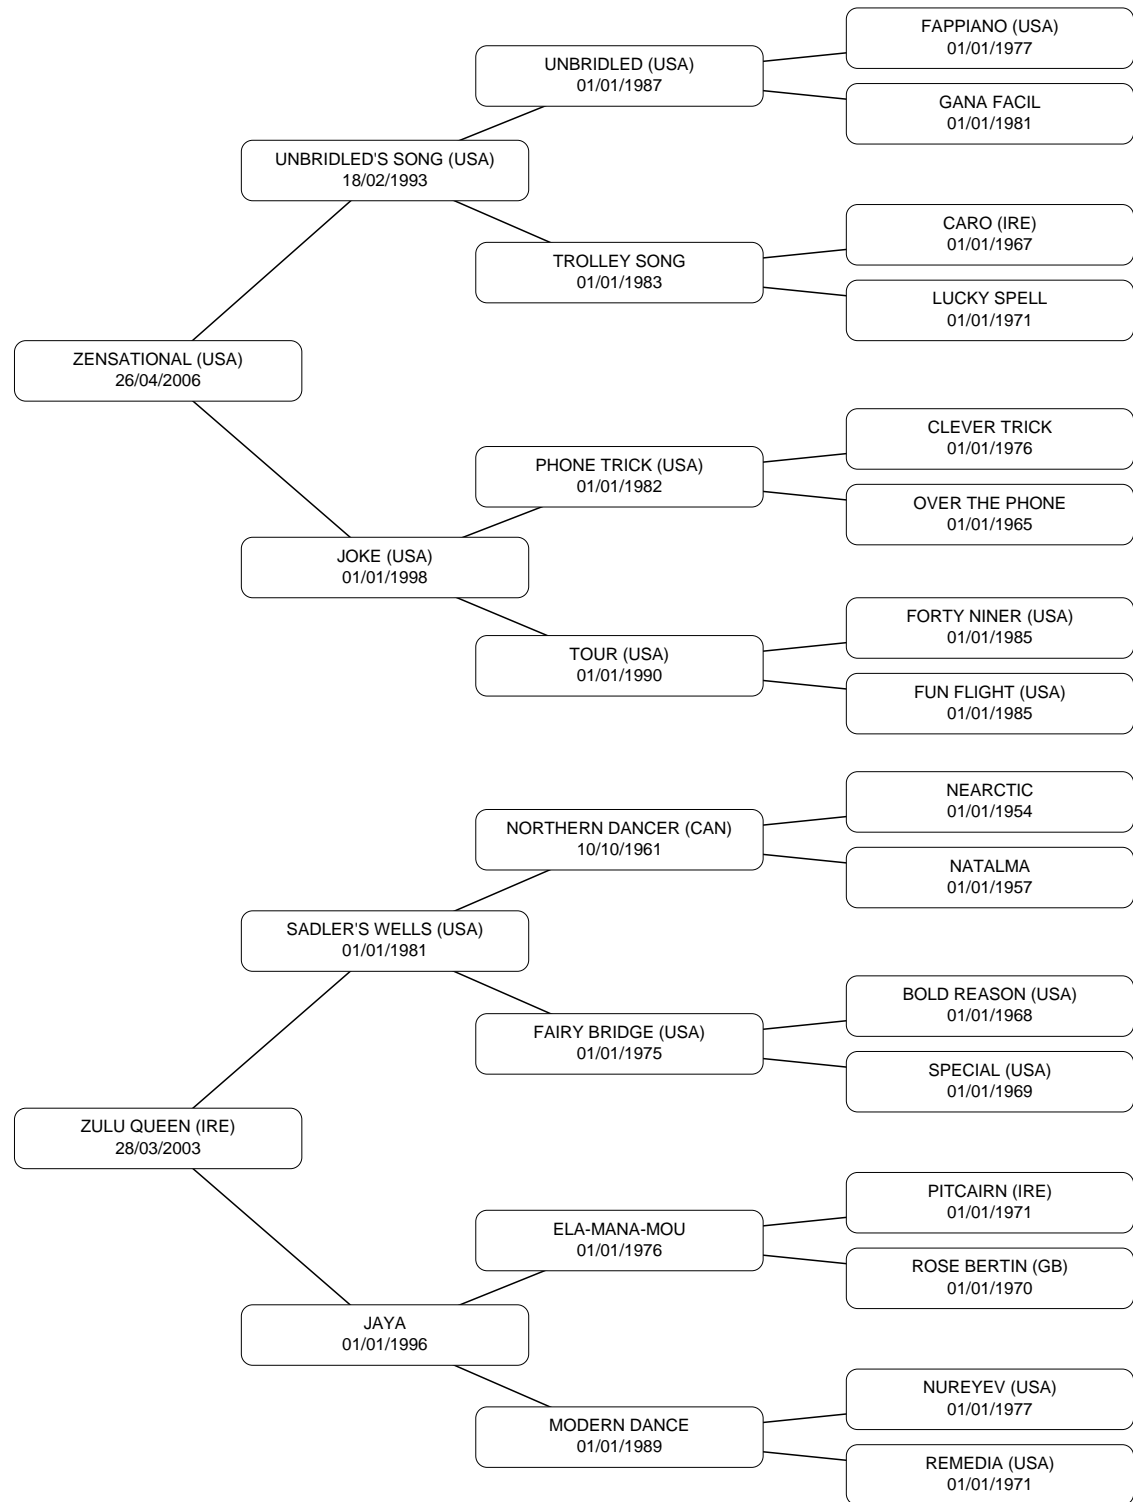 FAPPIANO (USA)
01/01/1977
UNBRIDLED (USA)
01/01/1987
GANA FACIL
01/01/1981
UNBRIDLED'S SONG (USA)
18/02/1993
CARO (IRE)
01/01/1967
TROLLEY SONG
01/01/1983
LUCKY SPELL
01/01/1971
ZENSATIONAL (USA)
26/04/2006
CLEVER TRICK
01/01/1976
PHONE TRICK (USA)
01/01/1982
OVER THE PHONE
01/01/1965
JOKE (USA)
01/01/1998
FORTY NINER (USA)
01/01/1985
TOUR (USA)
01/01/1990
FUN FLIGHT (USA)
01/01/1985
NEARCTIC
01/01/1954
NORTHERN DANCER (CAN)
10/10/1961
NATALMA
01/01/1957
SADLER'S WELLS (USA)
01/01/1981
BOLD REASON (USA)
01/01/1968
FAIRY BRIDGE (USA)
01/01/1975
SPECIAL (USA)
01/01/1969
ZULU QUEEN (IRE)
28/03/2003
PITCAIRN (IRE)
01/01/1971
ELA-MANA-MOU
01/01/1976
ROSE BERTIN (GB)
01/01/1970
JAYA
01/01/1996
NUREYEV (USA)
01/01/1977
MODERN DANCE
01/01/1989
REMEDIA (USA)
01/01/1971